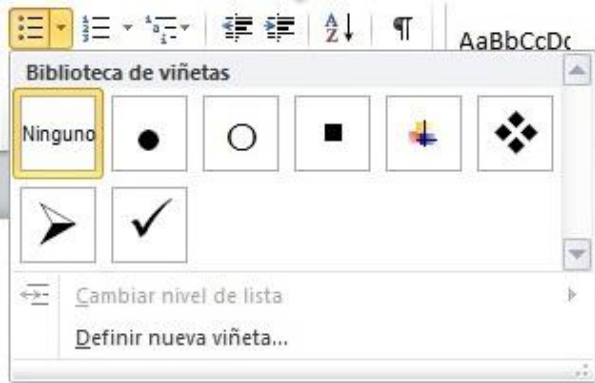 AaBbCcDc
Biblioteca de viñetas
Ninguno
Cambiar nivel de lista
Definir nueva viñeta...